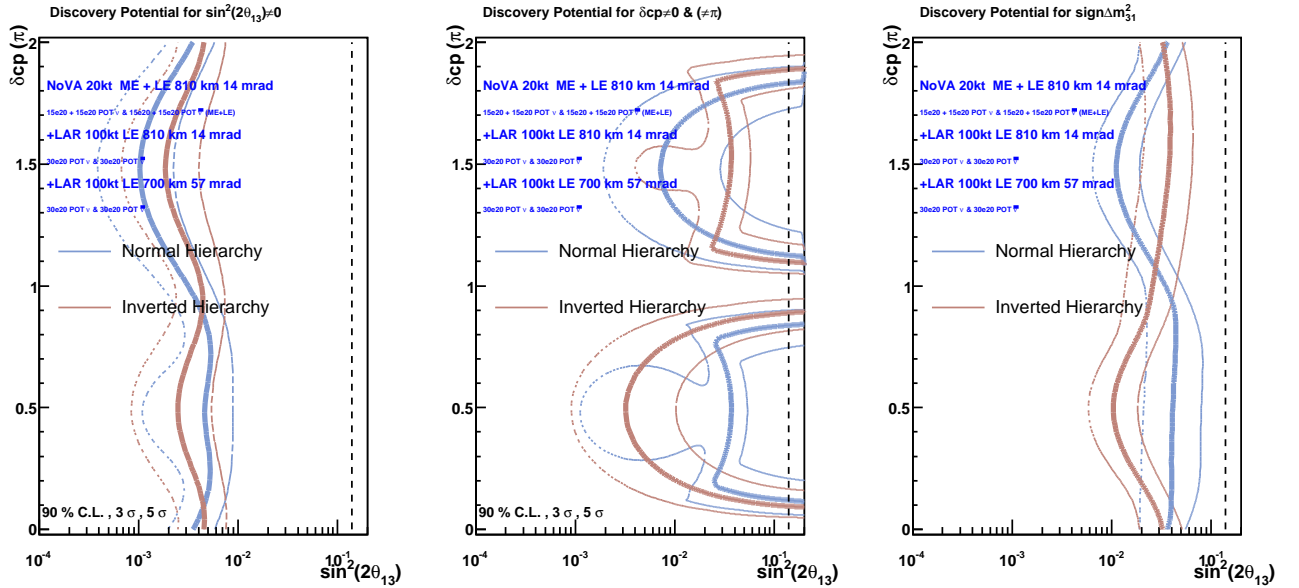 Discovery Potential for sin²(2θ₁₃)≠0
δcp (π)
2
1.5
1
0.5
0
NoVA 20kt ME + LE 810 km 14 mrad
15e20 + 15e20 POT ν & 15e20 + 15e20 POT (ME+LE)
+LAR 100kt LE 810 km 14 mrad
30e20 POT ν & 30e20 POT
+LAR 100kt LE 700 km 57 mrad
30e20 POT ν & 30e20 POT
Normal Hierarchy
Inverted Hierarchy
90 % C.L. , 3 σ , 5 σ
10⁻⁴ 10⁻³ 10⁻² 10⁻¹
sin²(2θ₁₃)
Discovery Potential for δcp≠0 & (≠π)
δcp (π)
2
1.5
1
0.5
0
NoVA 20kt ME + LE 810 km 14 mrad
15e20 + 15e20 POT ν & 15e20 + 15e20 POT (ME+LE)
+LAR 100kt LE 810 km 14 mrad
30e20 POT ν & 30e20 POT
+LAR 100kt LE 700 km 57 mrad
30e20 POT ν & 30e20 POT
Normal Hierarchy
Inverted Hierarchy
90 % C.L. , 3 σ , 5 σ
10⁻⁴ 10⁻³ 10⁻² 10⁻¹
sin²(2θ₁₃)
Discovery Potential for signΔm²₃₁
δcp (π)
2
1.5
1
0.5
0
NoVA 20kt ME + LE 810 km 14 mrad
15e20 + 15e20 POT ν & 15e20 + 15e20 POT (ME+LE)
+LAR 100kt LE 810 km 14 mrad
30e20 POT ν & 30e20 POT
+LAR 100kt LE 700 km 57 mrad
30e20 POT ν & 30e20 POT
Normal Hierarchy
Inverted Hierarchy
10⁻⁴ 10⁻³ 10⁻² 10⁻¹
sin²(2θ₁₃)